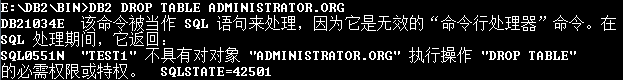 E:\DB2\BIN>DB2 DROP TABLE ADMINISTRATOR.ORG
DB21034E  该命令被当作 SQL 语句来处理，因为它是无效的“命令行处理器”命令。在
SQL 处理期间，它返回：
SQL0551N  "TEST1" 不具有对对象 "ADMINISTRATOR.ORG" 执行操作 "DROP TABLE"
的必需权限或特权。  SQLSTATE=42501